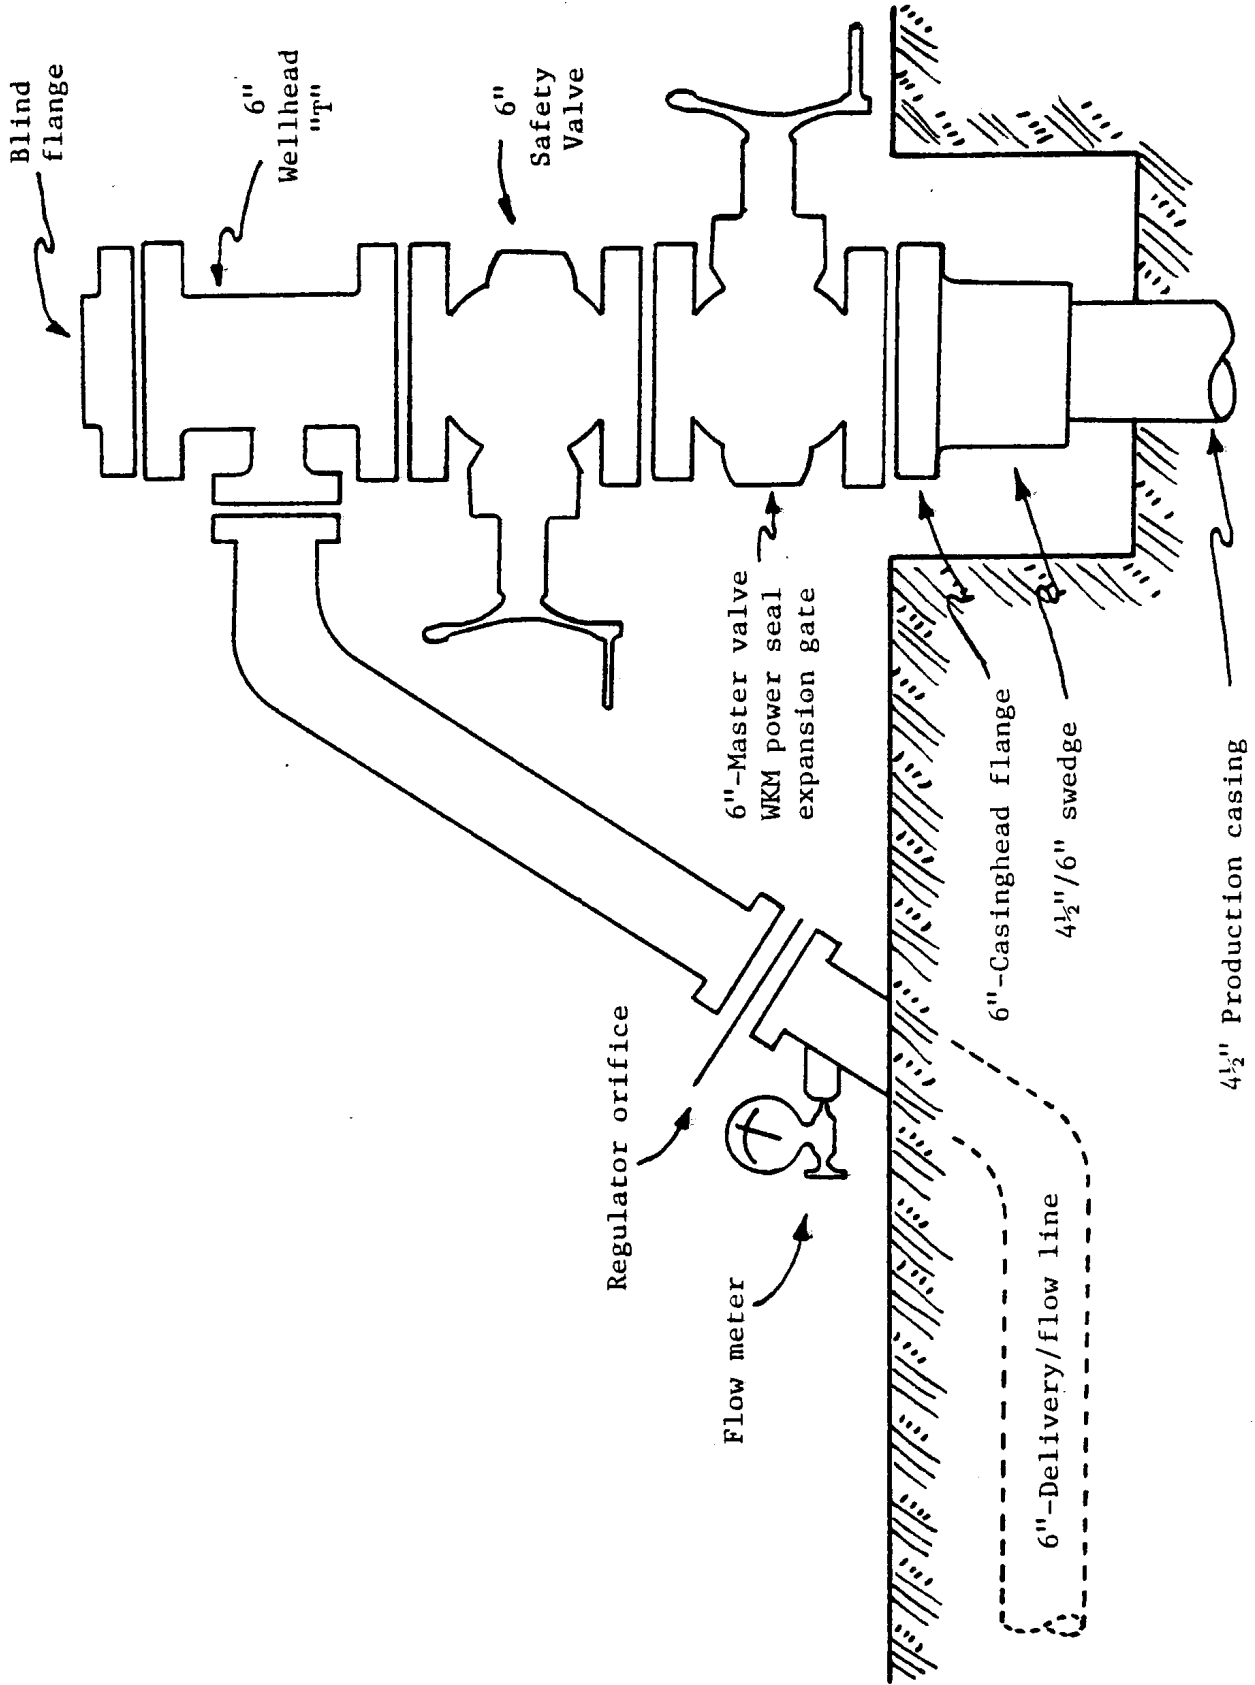 Blind
flange
6"
Wellhead
"T"
6"
Safety
Valve
6"-Master valve
WKM power seal
expansion gate
Regulator orifice
Flow meter
6"-Casinghead flange
4½"/6" swedge
6"-Delivery/flow line
4½" Production casing